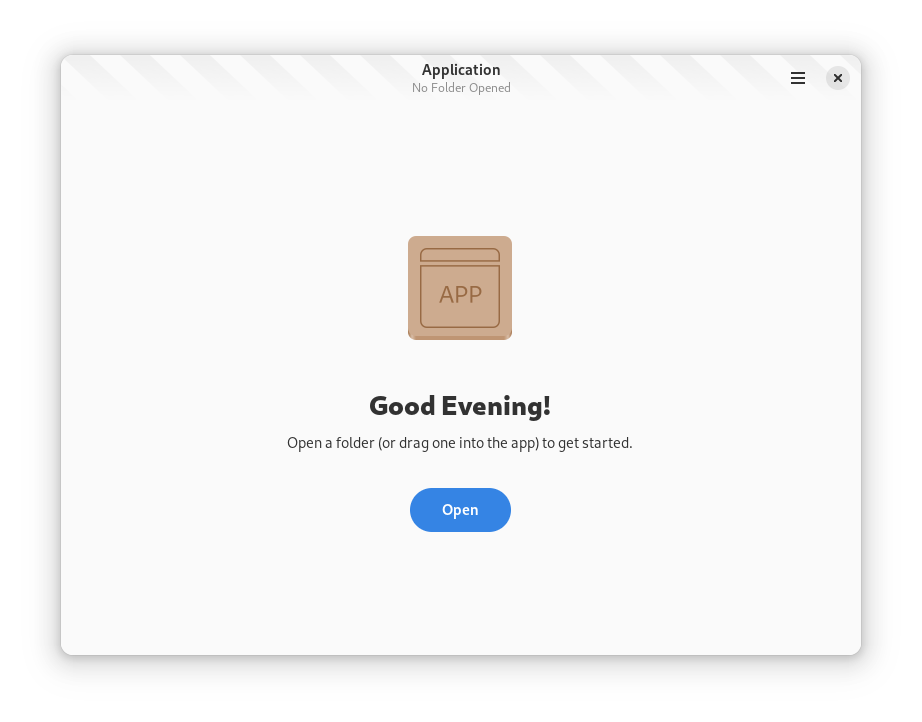 Application
No Folder Opened
APP
Good Evening!
Open a folder (or drag one into the app) to get started.
Open